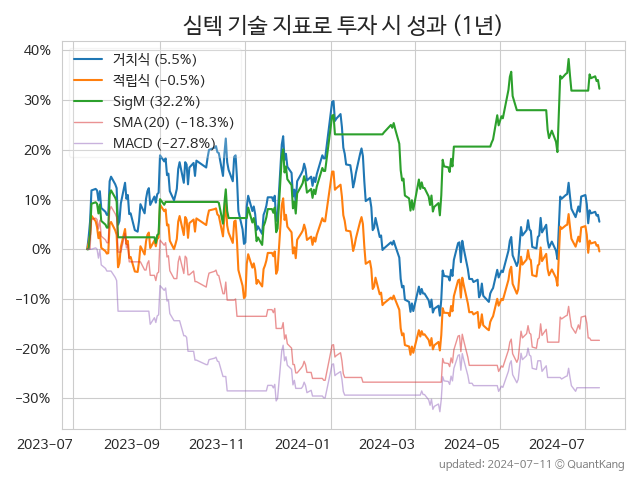 심텍 기술 지표로 투자 시 성과 (1년)
40%
30%
20%
10%
0%
−10%
−20%
−30%
거치식 (5.5%)
적립식 (−0.5%)
SigM (32.2%)
SMA(20) (−18.3%)
MACD (−27.8%)
2023-07
2023-09
2023-11
2024-01
2024-03
2024-05
2024-07
updated: 2024-07-11 ⓒ QuantKang